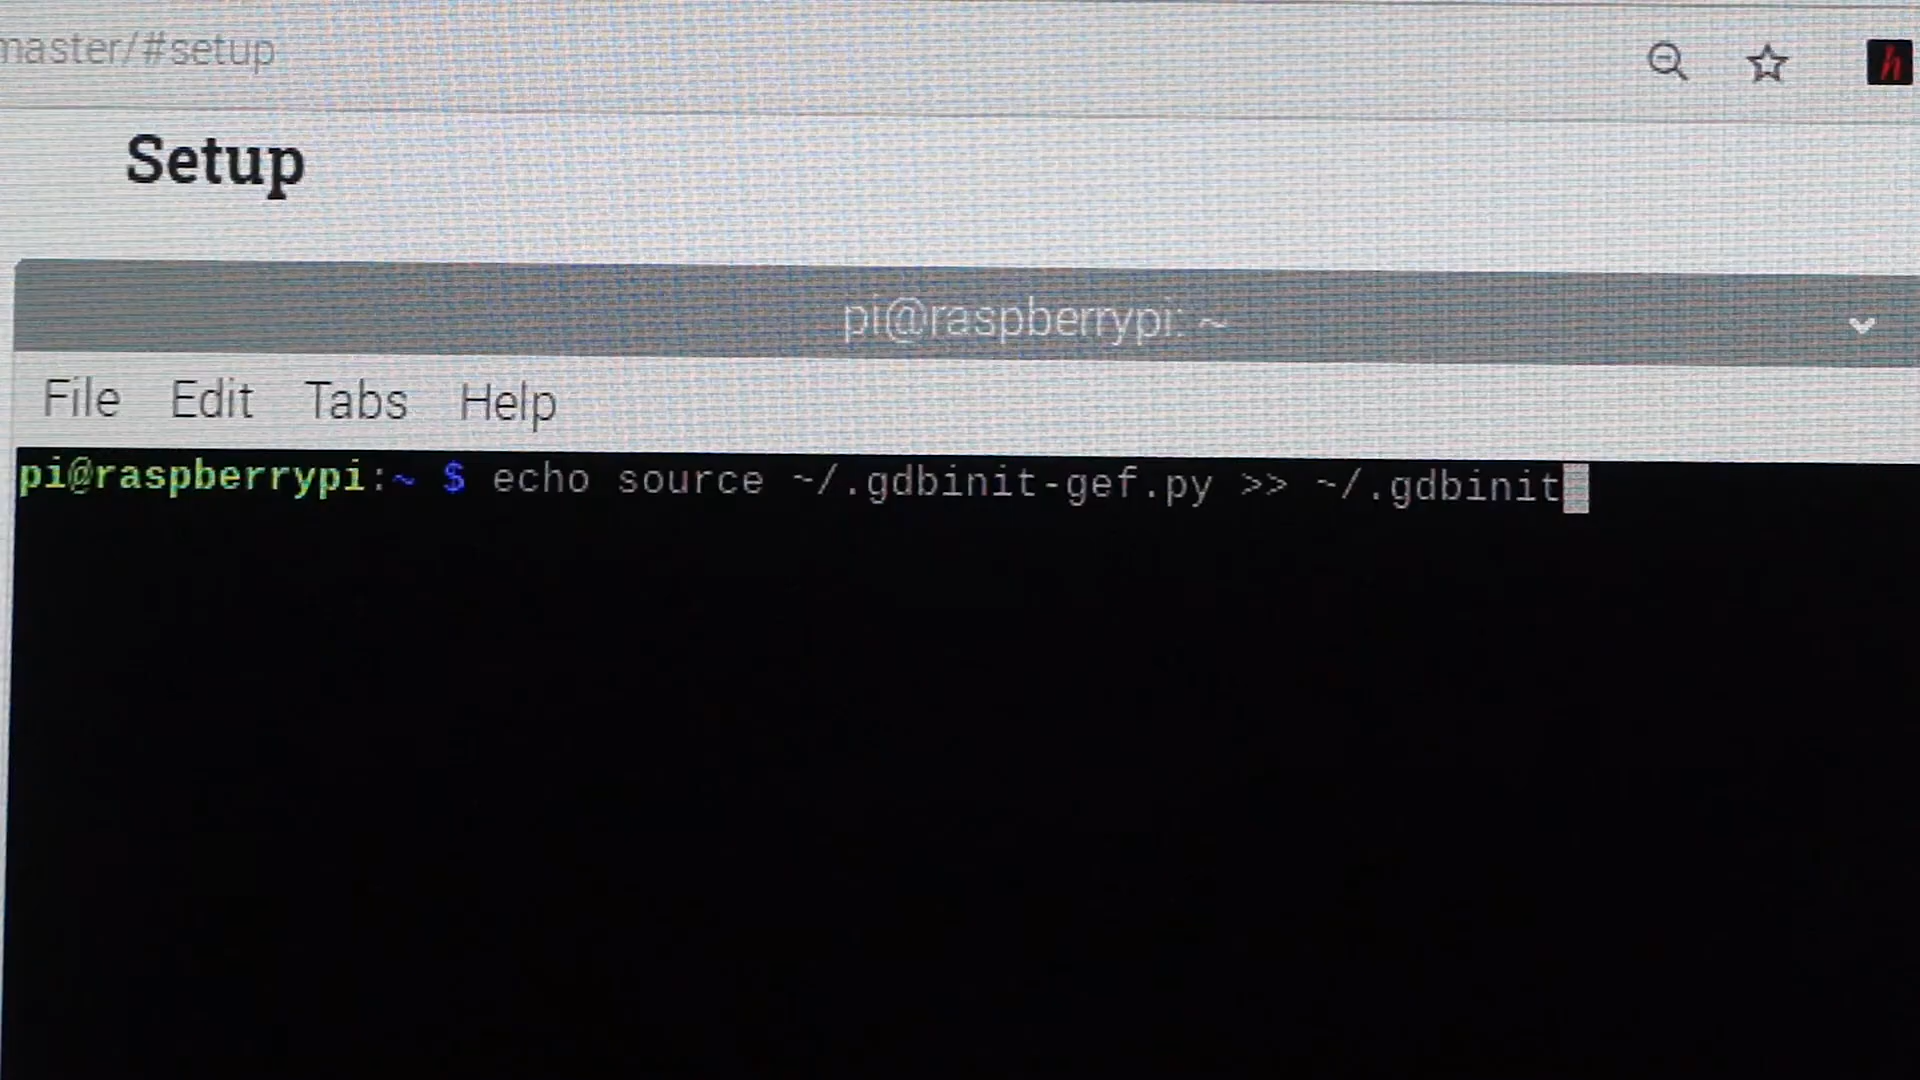 master/#setup
h
Setup
pi@raspberrypi: ~
File Edit Tabs Help
pi@raspberrypi:~ $ echo source ~/.gdbinit-gef.py >> ~/.gdbinit